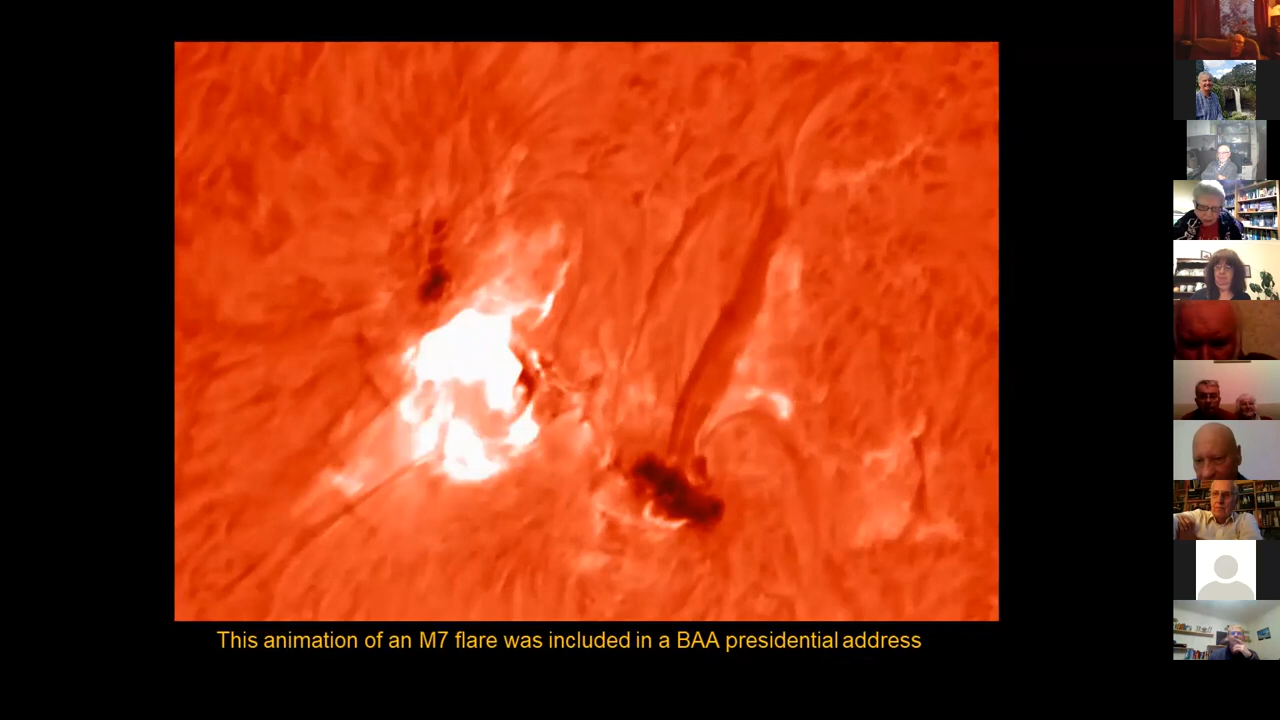 This animation of an M7 flare was included in a BAA presidential address